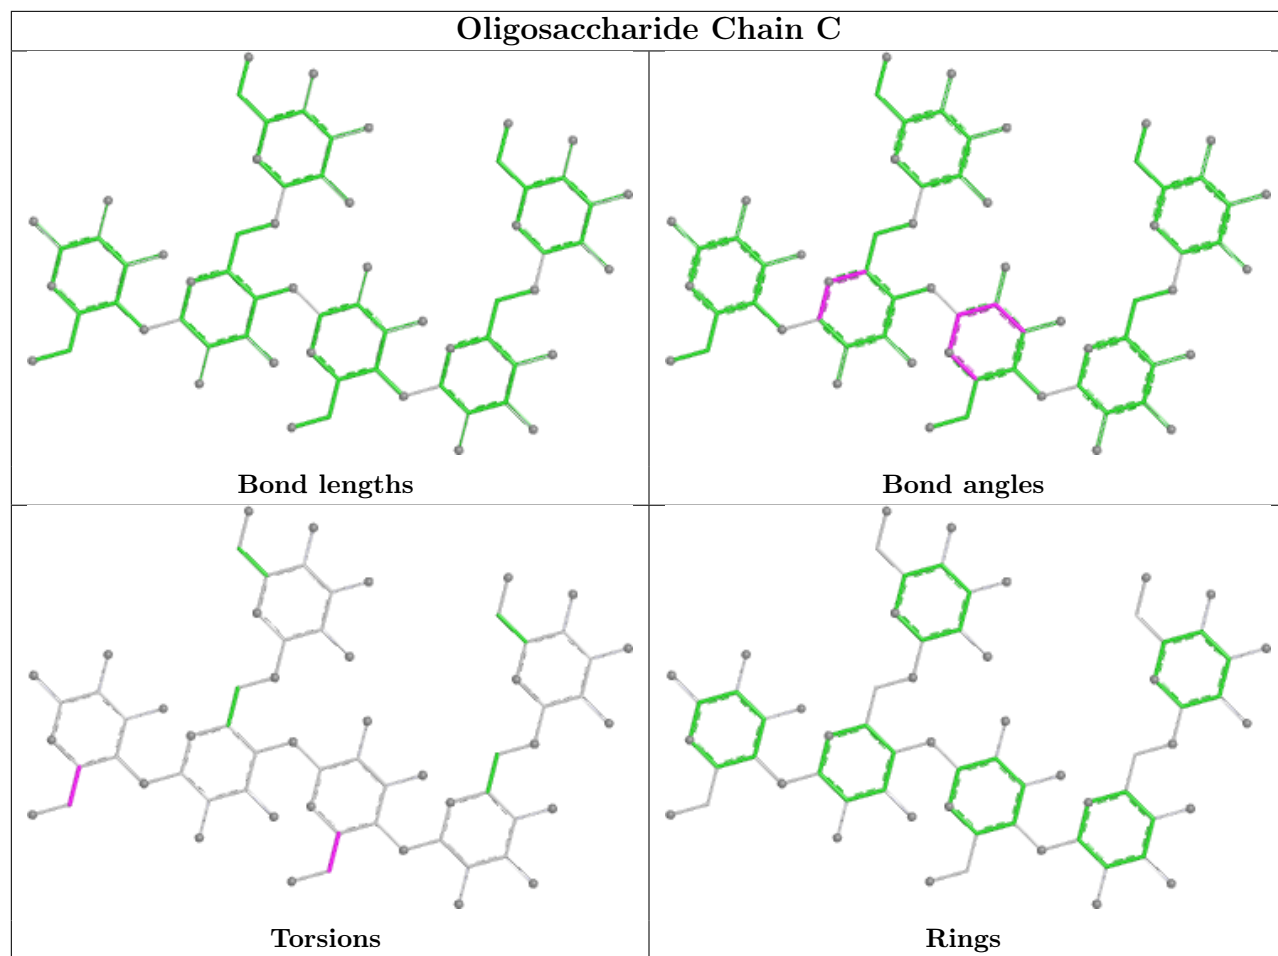 Oligosaccharide Chain C
Bond lengths
Bond angles
Torsions
Rings